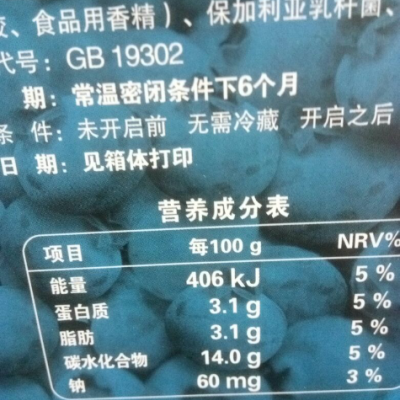 、食品用香精)、保加利亚乳杆菌、
代号: GB 19302
期: 常温密闭条件下6个月
条 件: 未开启前 无需冷藏 开启之后
日 期: 见箱体打印
营养成分表
项目 每100 g NRV%
能量 406 kJ 5 %
蛋白质 3.1 g 5 %
脂肪 3.1 g 5 %
碳水化合物 14.0 g 5 %
钠 60 mg 3 %